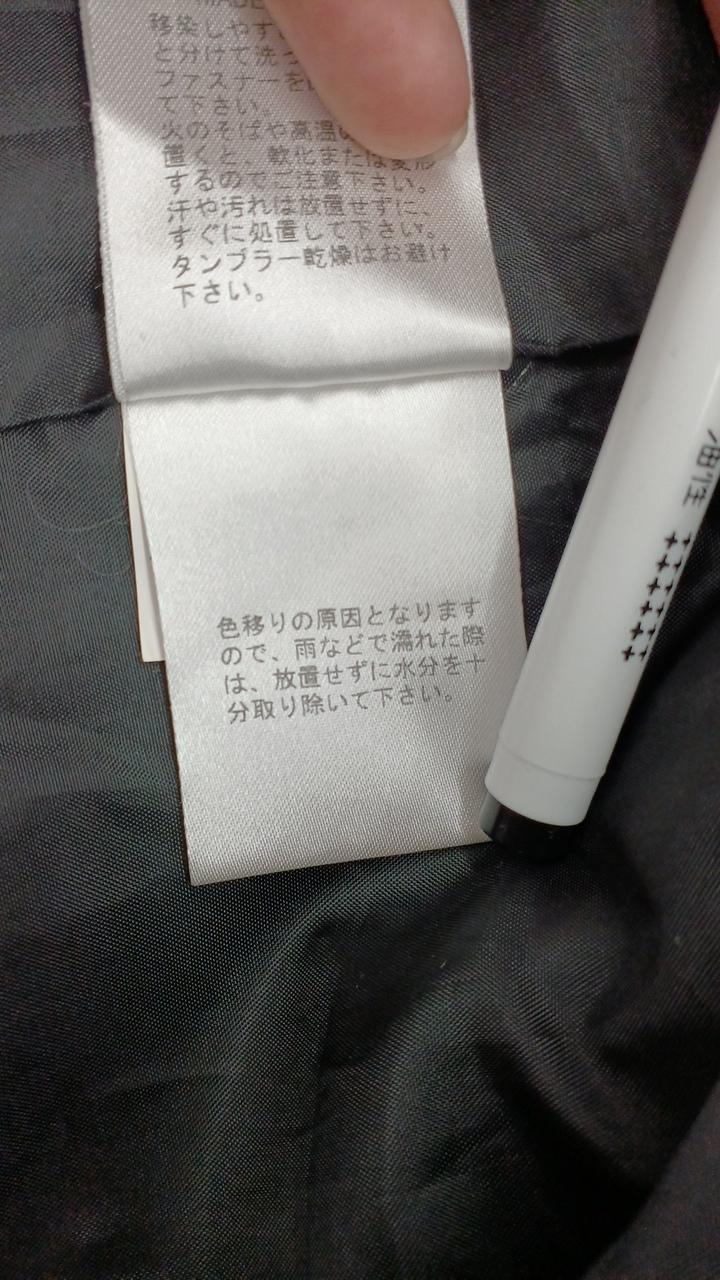 MADE
移染しやす
と分けて洗っ
ファスナーを
て下さい。
火のそばや高温
置くと、軟化または変形
するのでご注意下さい。
汗や汚れは放置せずに、
すぐに処置して下さい。
タンブラー乾燥はお避け
下さい。
色移りの原因となります
ので、雨などで濡れた際
は、放置せずに水分を十
分取り除いて下さい。
油性